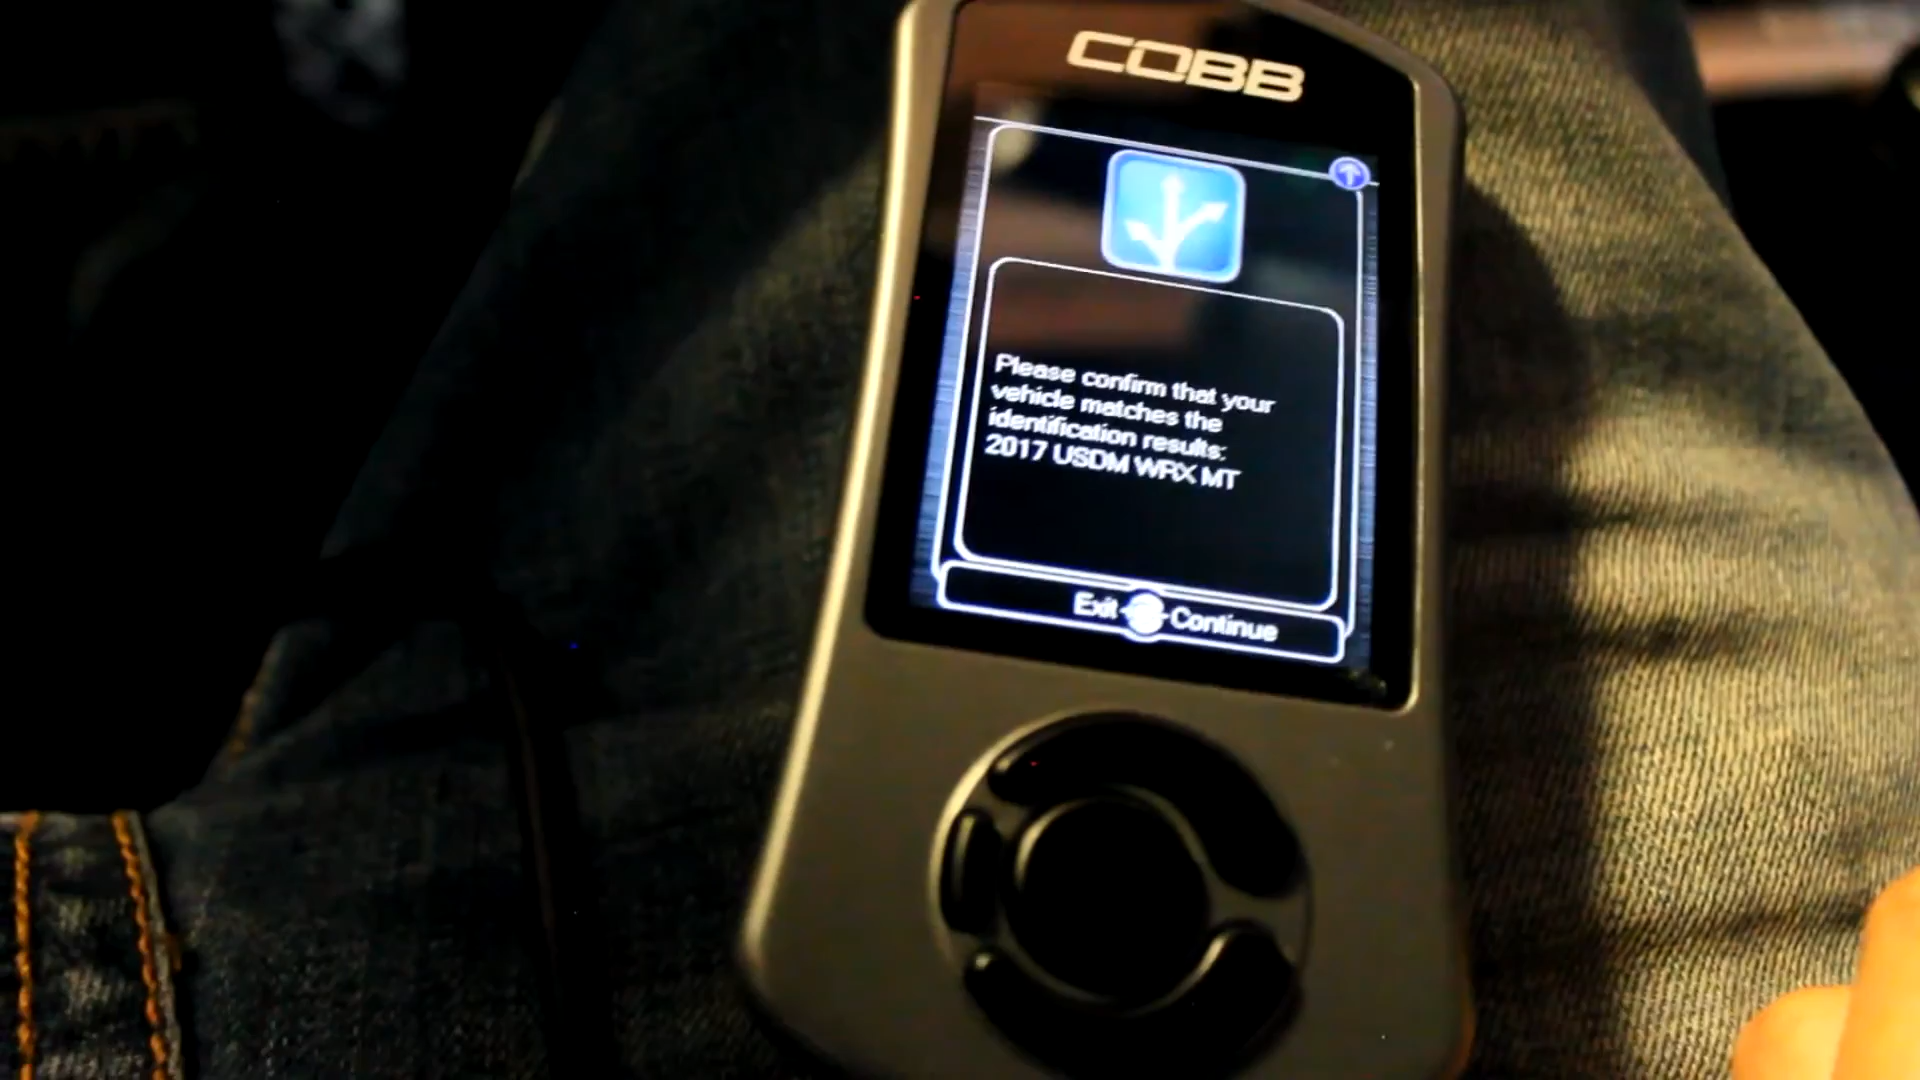 COBB
Please confirm that your
vehicle matches the
identification results:
2017 USDM WRX MT
Exit Continue